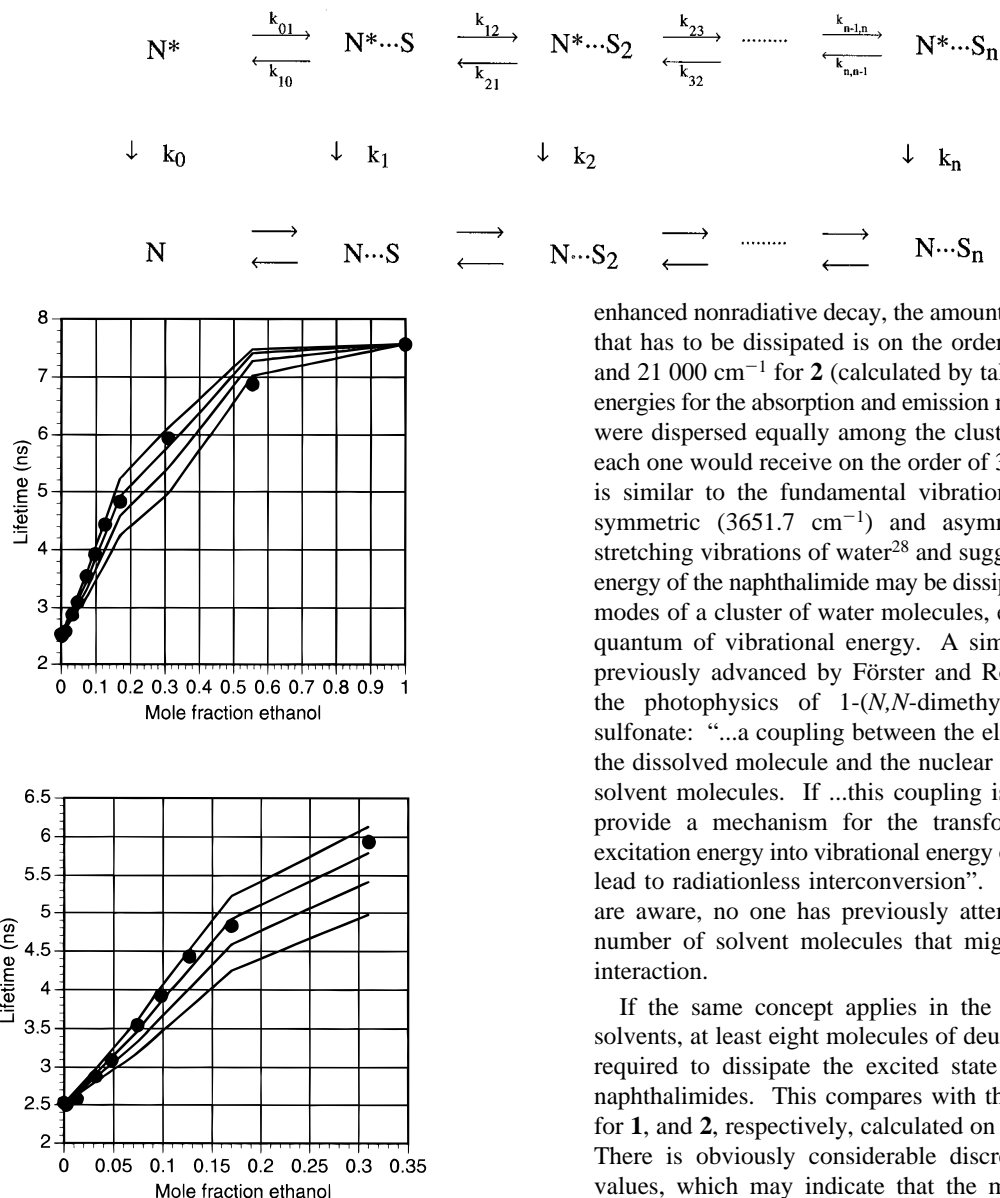 k01 k12 k23 k n-1,n
N* N*···S N*···S2 ········· N*···Sn
k10 k21 k32 k n,n-1
↓ k0 ↓ k1 ↓ k2 ↓ kn
N N···S N···S2 ········· N···Sn
8
7
6
5
4
3
2
Lifetime (ns)
0 0.1 0.2 0.3 0.4 0.5 0.6 0.7 0.8 0.9 1
Mole fraction ethanol
6.5
6
5.5
5
4.5
4
3.5
3
2.5
2
Lifetime (ns)
0 0.05 0.1 0.15 0.2 0.25 0.3 0.35
Mole fraction ethanol
enhanced nonradiative decay, the amount
that has to be dissipated is on the order
and 21 000 cm−1 for 2 (calculated by tal
energies for the absorption and emission
were dispersed equally among the clust
each one would receive on the order of 3
is similar to the fundamental vibration
symmetric (3651.7 cm−1) and asymm
stretching vibrations of water28 and sugg
energy of the naphthalimide may be dissip
modes of a cluster of water molecules,
quantum of vibrational energy. A sim
previously advanced by Förster and Ro
the photophysics of 1-(N,N-dimethy
sulfonate: “...a coupling between the el
the dissolved molecule and the nuclear
solvent molecules. If ...this coupling is
provide a mechanism for the transfo
excitation energy into vibrational energy
lead to radiationless interconversion”.
are aware, no one has previously atter
number of solvent molecules that mig
interaction.
If the same concept applies in the
solvents, at least eight molecules of deu
required to dissipate the excited state
naphthalimides. This compares with th
for 1, and 2, respectively, calculated on
There is obviously considerable discre
values, which may indicate that the n